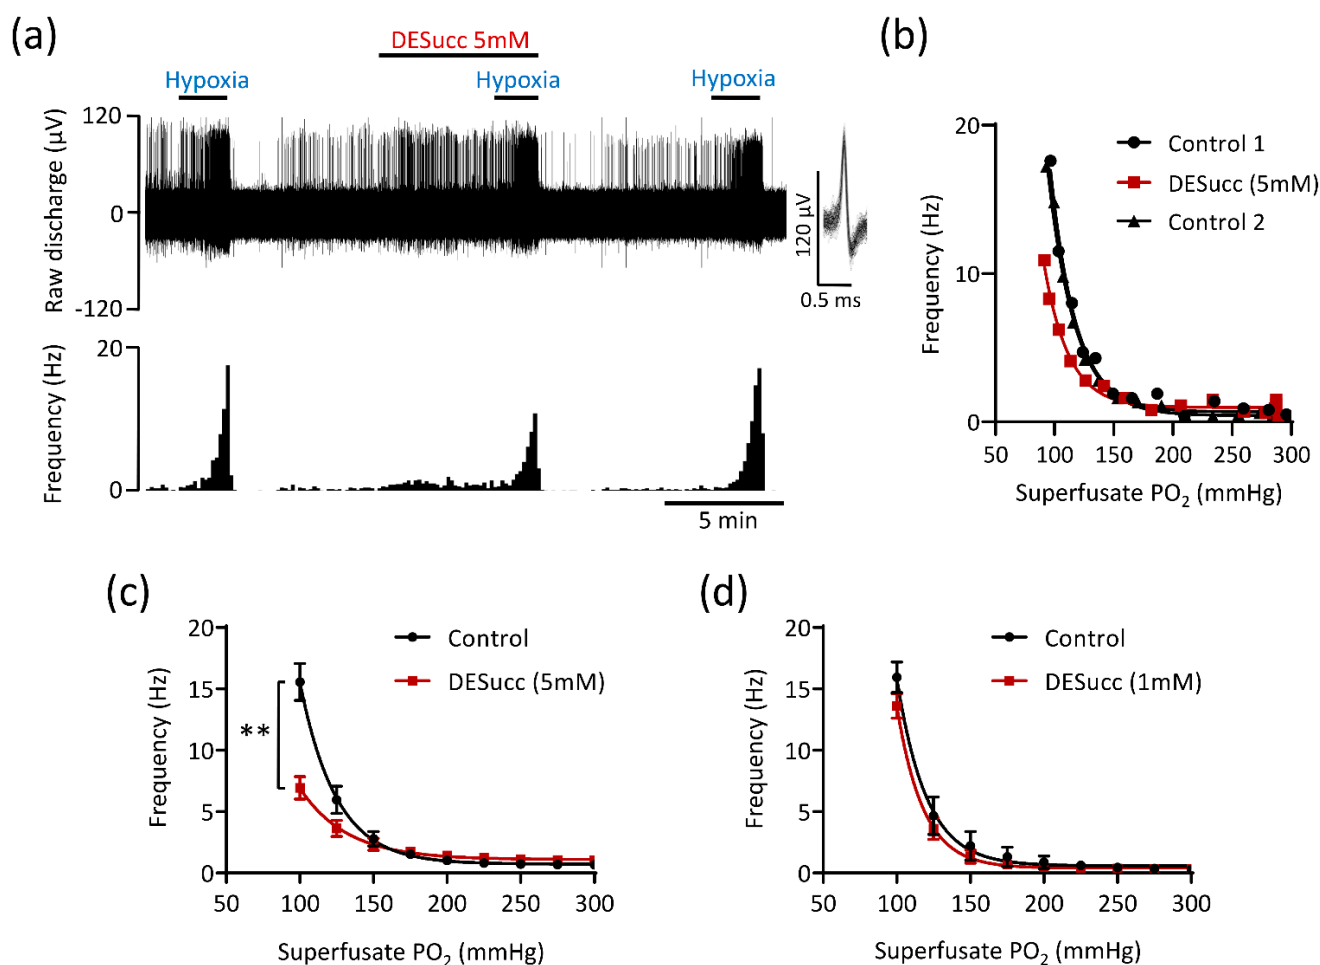 (a)
DESucc 5mM
Hypoxia
Hypoxia
Hypoxia
Raw discharge (µV)
120
0
-120
120 µV
0.5 ms
Frequency (Hz)
20
0
5 min
(b)
Frequency (Hz)
20
10
0
Control 1
DESucc (5mM)
Control 2
50 100 150 200 250 300
Superfusate PO₂ (mmHg)
(c)
Frequency (Hz)
20
15
10
5
0
**
Control
DESucc (5mM)
50 100 150 200 250 300
Superfusate PO₂ (mmHg)
(d)
Frequency (Hz)
20
15
10
5
0
Control
DESucc (1mM)
50 100 150 200 250 300
Superfusate PO₂ (mmHg)